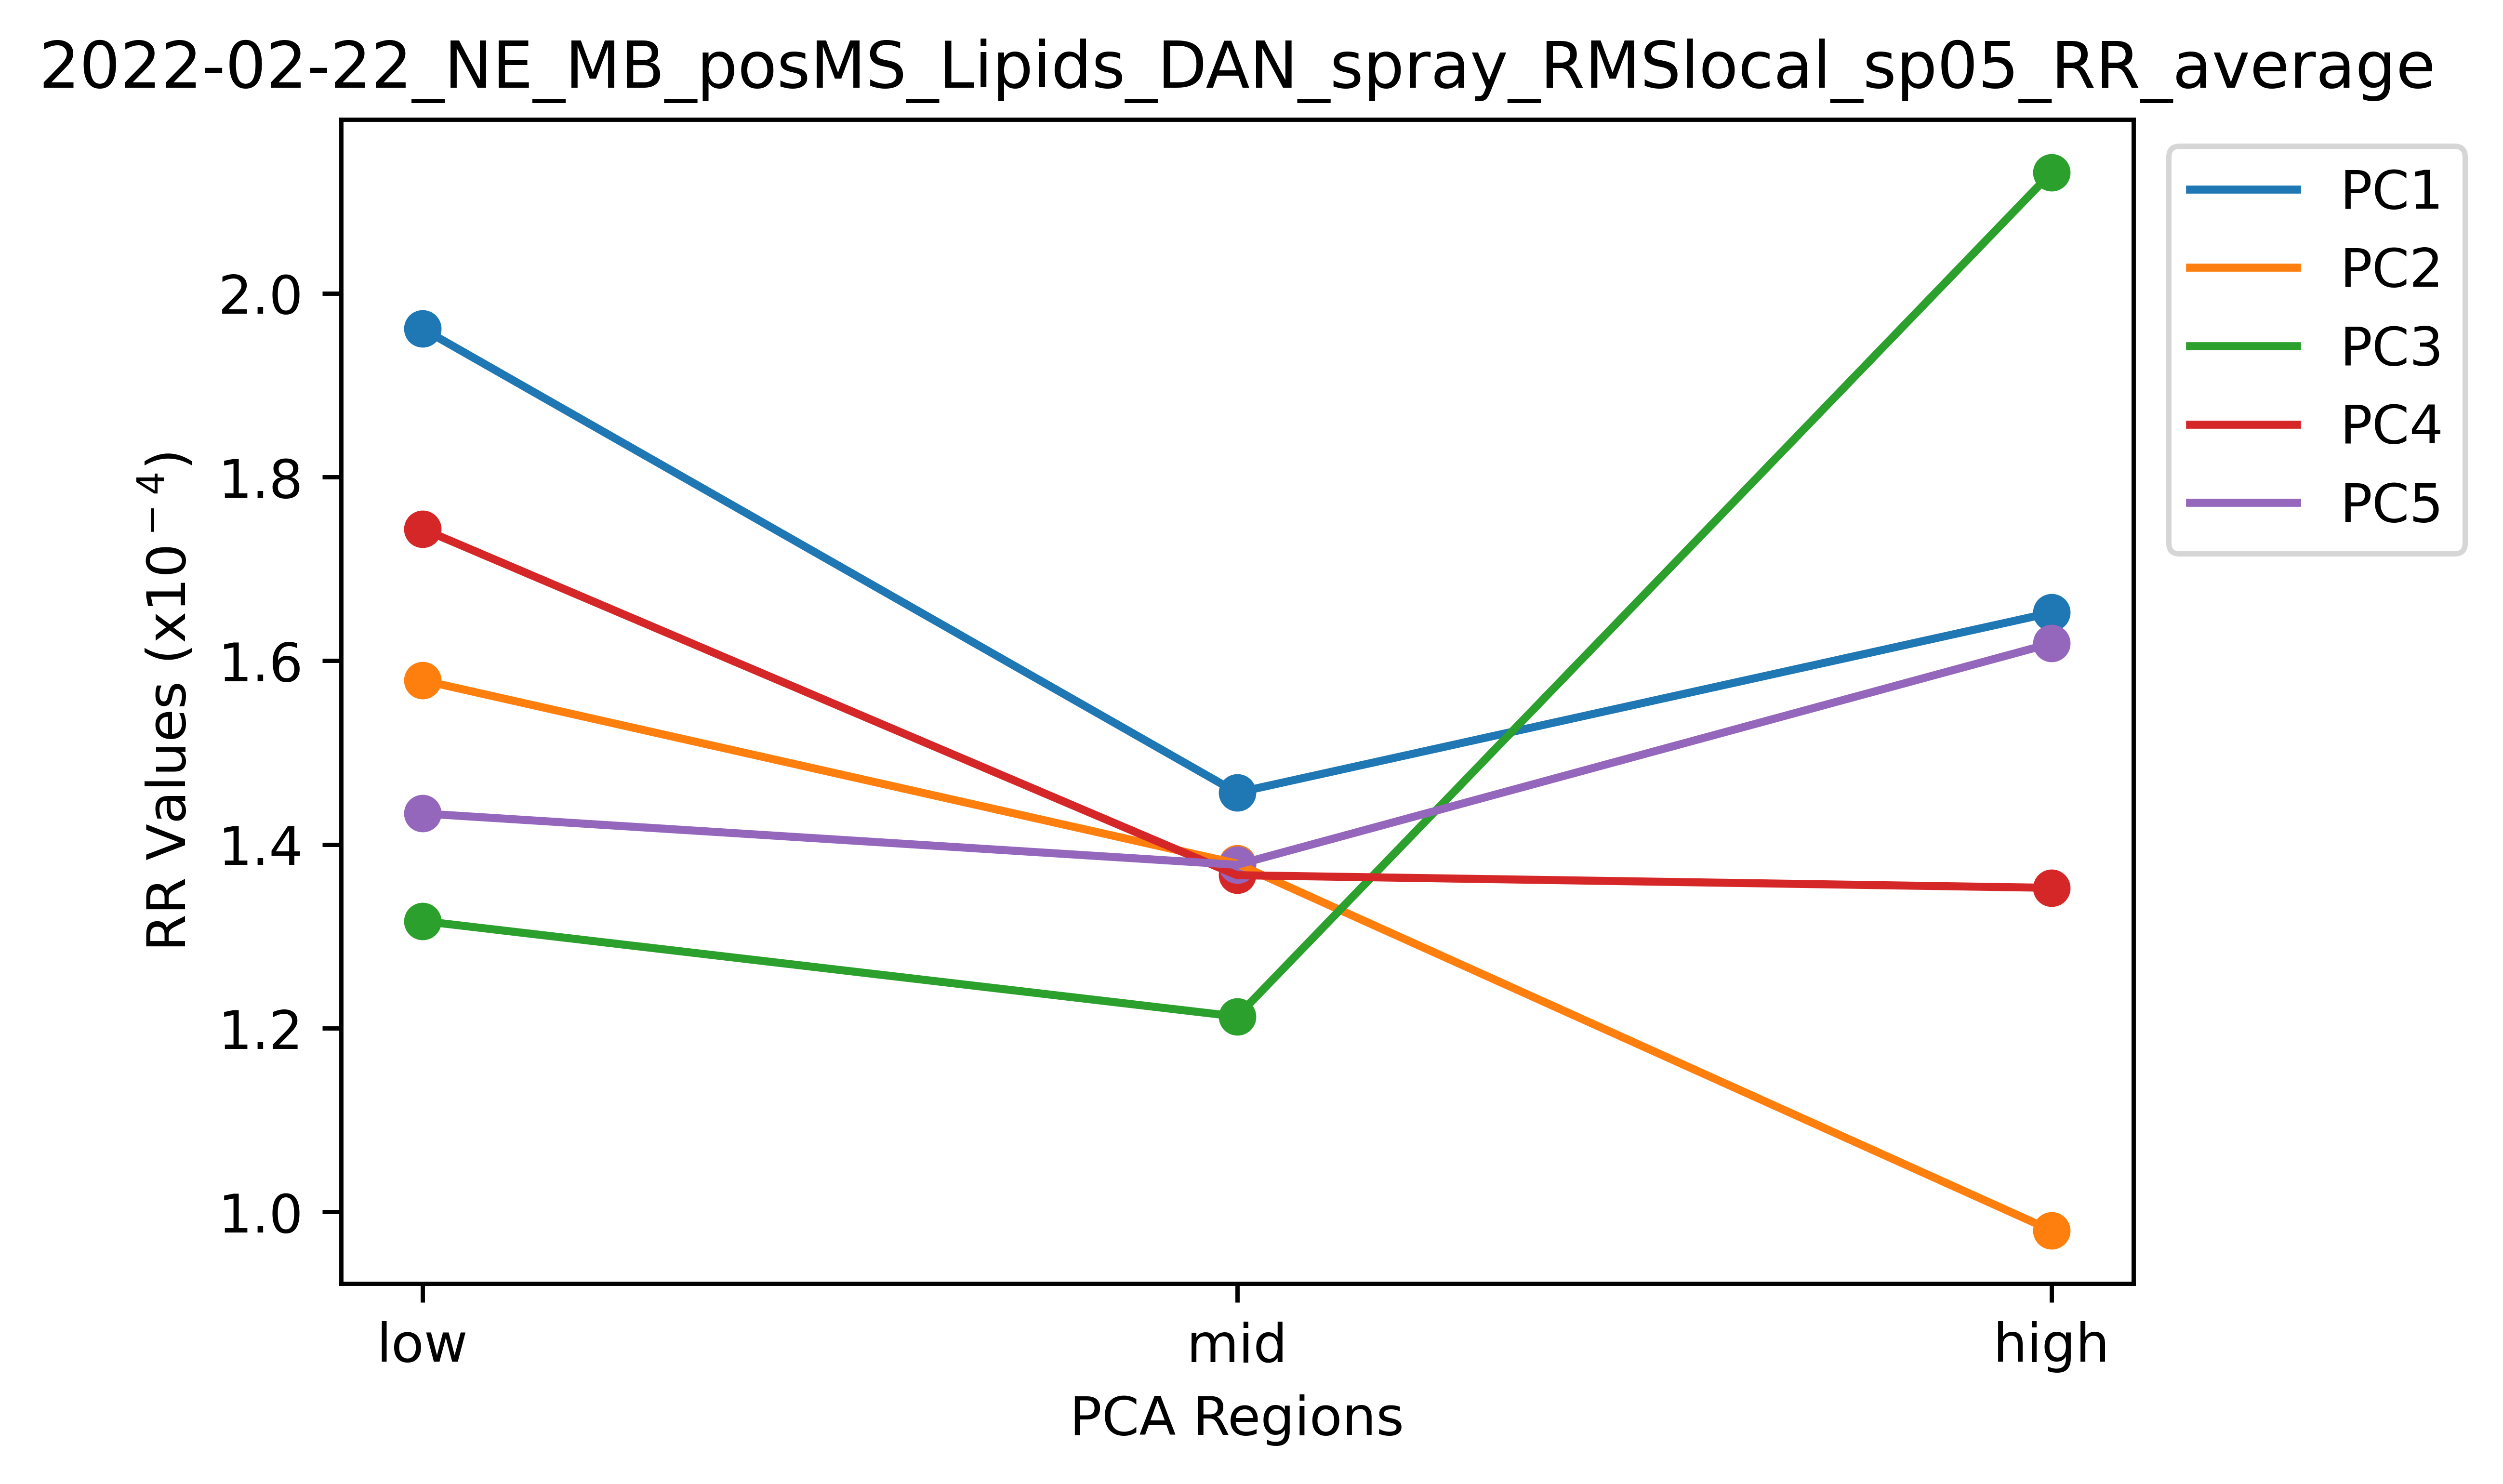 2022-02-22_NE_MB_posMS_Lipids_DAN_spray_RMSlocal_sp05_RR_average
PC1
PC2
PC3
PC4
PC5
RR Values (x10⁻⁴)
2.0
1.8
1.6
1.4
1.2
1.0
low mid high
PCA Regions